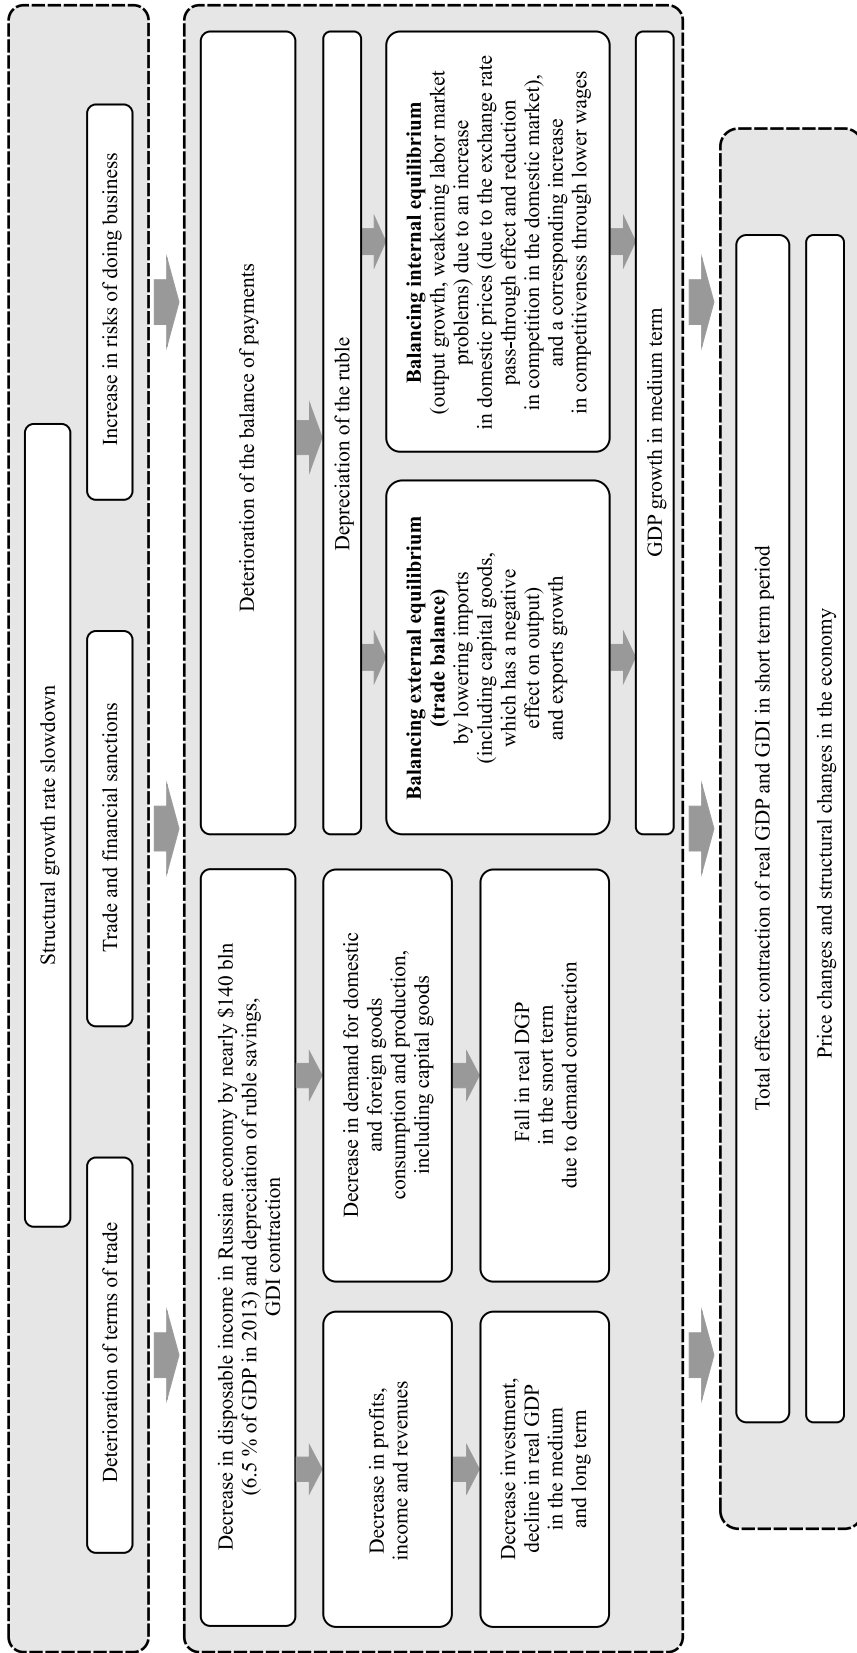 Structural growth rate slowdown
Deterioration of terms of trade
Trade and financial sanctions
Increase in risks of doing business
Decrease in disposable income in Russian economy by nearly $140 bln
(6.5 % of GDP in 2013) and depreciation of ruble savings,
GDI contraction
Decrease in profits,
income and revenues
Decrease in demand for domestic
and foreign goods
consumption and production,
including capital goods
Decrease investment,
decline in real GDP
in the medium
and long term
Fall in real DGP
in the snort term
due to demand contraction
Deterioration of the balance of payments
Depreciation of the ruble
Balancing external equilibrium
(trade balance)
by lowering imports
(including capital goods,
which has a negative
effect on output)
and exports growth
Balancing internal equilibrium
(output growth, weakening labor market
problems) due to an increase
in domestic prices (due to the exchange rate
pass-through effect and reduction
in competition in the domestic market),
and a corresponding increase
in competitiveness through lower wages
GDP growth in medium term
Total effect: contraction of real GDP and GDI in short term period
Price changes and structural changes in the economy